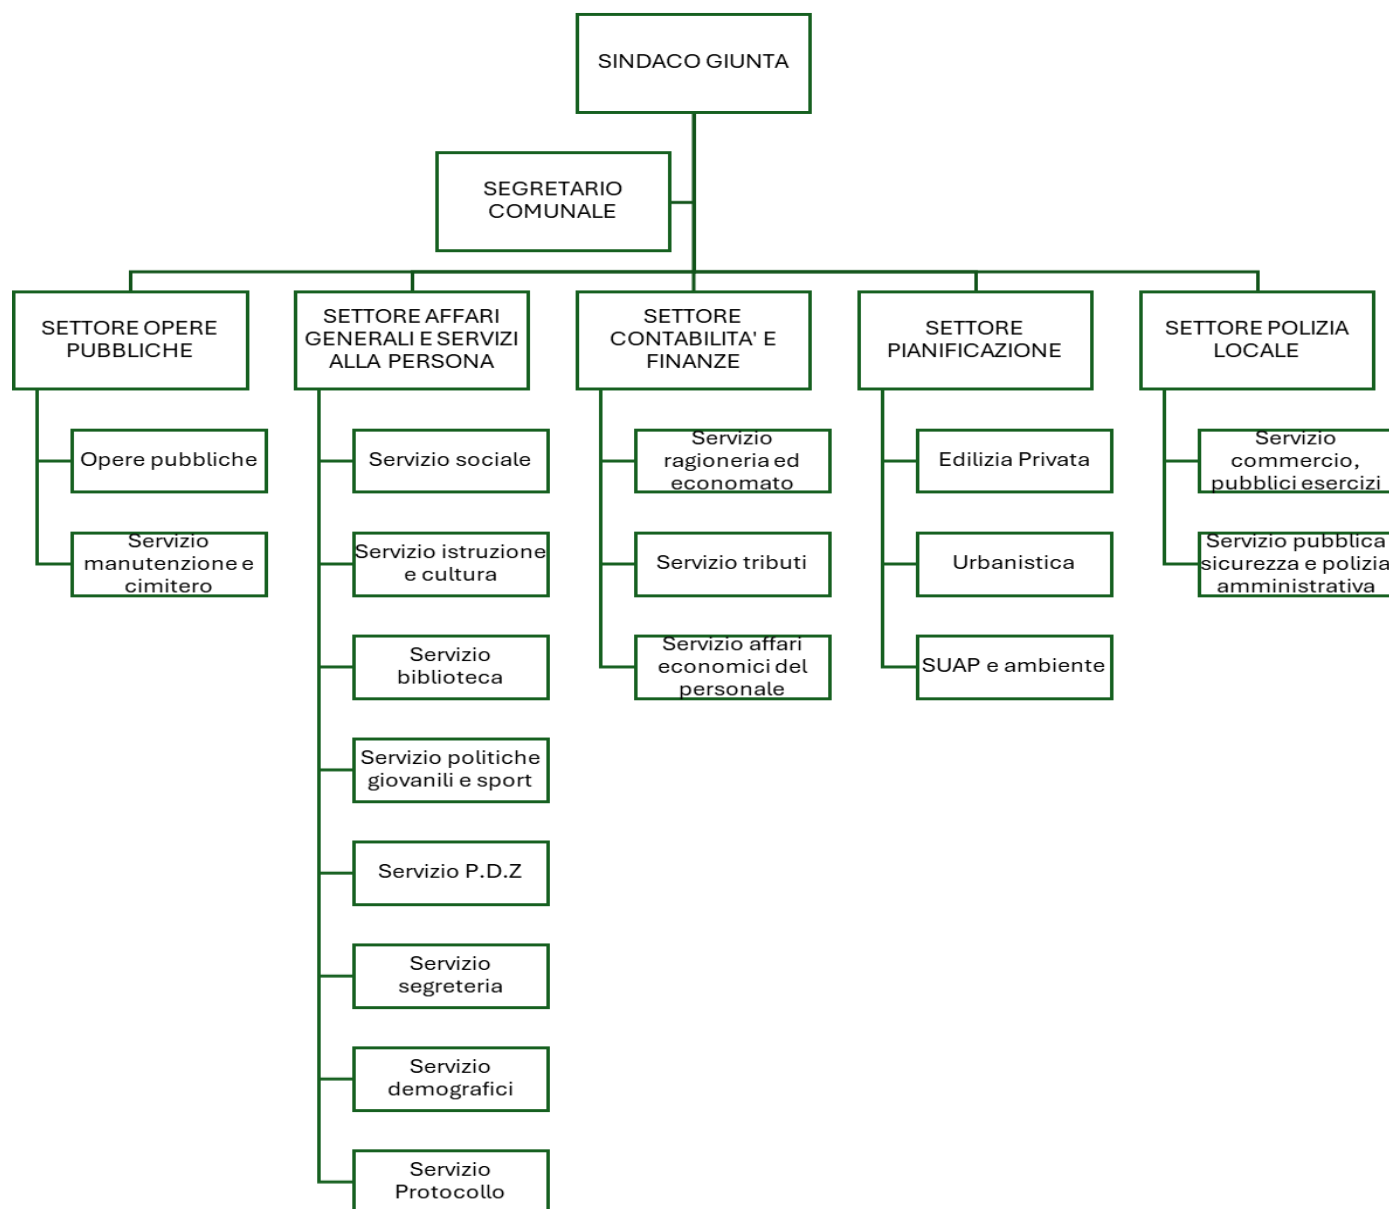 SINDACO GIUNTA
SEGRETARIO
COMUNALE
SETTORE OPERE
PUBBLICHE
SETTORE AFFARI
GENERALI E SERVIZI
ALLA PERSONA
SETTORE
CONTABILITA' E
FINANZE
SETTORE
PIANIFICAZIONE
SETTORE POLIZIA
LOCALE
Opere pubbliche
Servizio
manutenzione e
cimitero
Servizio sociale
Servizio istruzione
e cultura
Servizio
biblioteca
Servizio politiche
giovanili e sport
Servizio P.D.Z
Servizio
segreteria
Servizio
demografici
Servizio
Protocollo
Servizio
ragioneria ed
economato
Servizio tributi
Servizio affari
economici del
personale
Edilizia Privata
Urbanistica
SUAP e ambiente
Servizio
commercio,
pubblici esercizi
Servizio pubblica
sicurezza e polizia
amministrativa